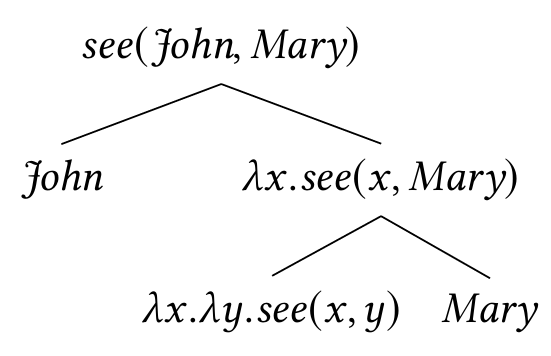 see(John, Mary)
John λx.see(x, Mary)
λx.λy.see(x, y) Mary